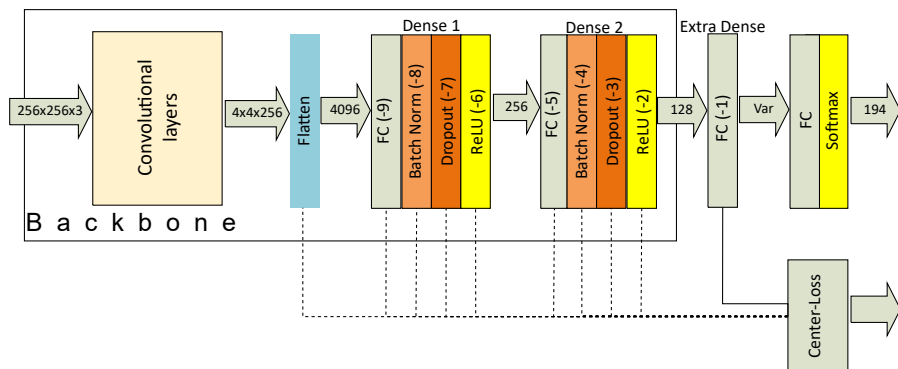 Dense 1
Dense 2
Extra Dense
256x256x3
Convolutional
layers
4x4x256
Flatten
4096
FC (-9)
Batch Norm (-8)
Dropout (-7)
ReLU (-6)
256
FC (-5)
Batch Norm (-4)
Dropout (-3)
ReLU (-2)
128
FC (-1)
Var
FC
Softmax
194
Backbone
Center-Loss